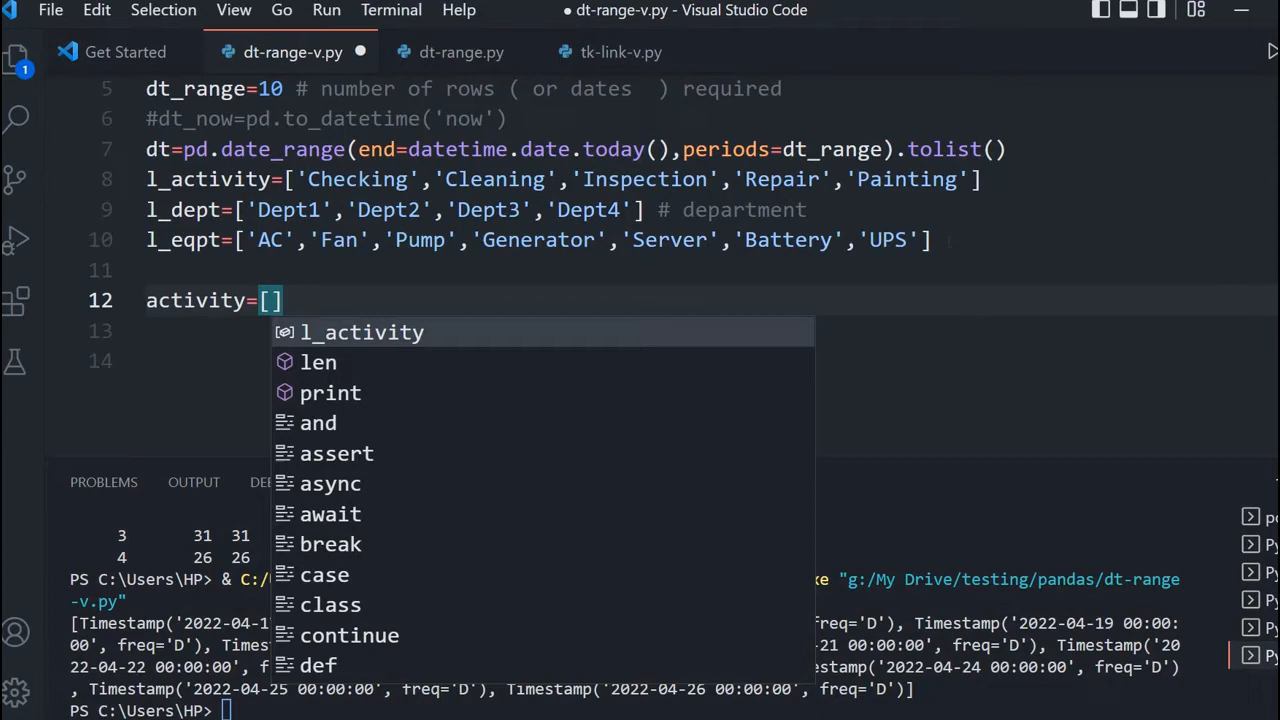 File Edit Selection View Go Run Terminal Help ● dt-range-v.py - Visual Studio Code
Get Started dt-range-v.py ● dt-range.py tk-link-v.py
1
5 dt_range=10 # number of rows ( or dates  ) required
6 #dt_now=pd.to_datetime('now')
7 dt=pd.date_range(end=datetime.date.today(),periods=dt_range).tolist()
8 l_activity=['Checking','Cleaning','Inspection','Repair','Painting']
9 l_dept=['Dept1','Dept2','Dept3','Dept4'] # department
10 l_eqpt=['AC','Fan','Pump','Generator','Server','Battery','UPS']
11
12 activity=[]
13
14
l_activity
len
print
and
assert
async
await
break
case
class
continue
def
PROBLEMS OUTPUT
3 31 31
4 26 26
PS C:\Users\HP> & C:/ "g:/My Drive/testing/pandas/dt-range
-v.py"
[Timestamp('2022-04-1 freq='D'), Timestamp('2022-04-19 00:00:
00', freq='D'), Timest -21 00:00:00', freq='D'), Timestamp('20
22-04-22 00:00:00', f 'D'), Timestamp('2022-04-24 00:00:00', freq='D')
, Timestamp('2022-04-25 00:00:00', freq='D'), Timestamp('2022-04-26 00:00:00', freq='D')]
PS C:\Users\HP>